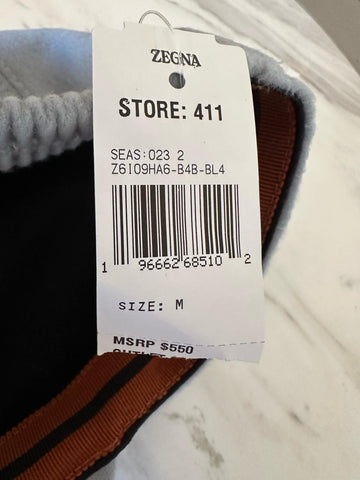 ZEGNA
STORE: 411
SEAS:023 2
Z6I09HA6-B4B-BL4
1 96662 68510 2
SIZE: M
MSRP $550